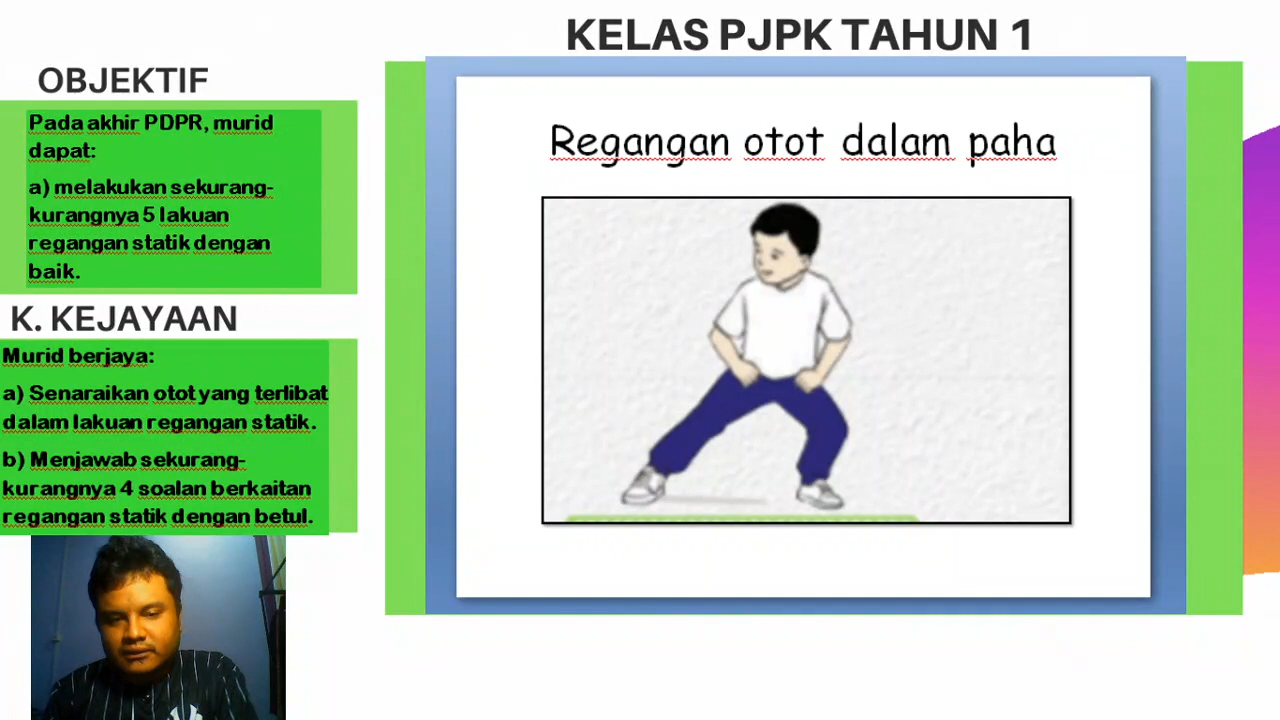 KELAS PJPK TAHUN 1
OBJEKTIF
Pada akhir PDPR, murid
dapat:
a) melakukan sekurang-
kurangnya 5 lakuan
regangan statik dengan
baik.
K. KEJAYAAN
Murid berjaya:
a) Senaraikan otot yang terlibat
dalam lakuan regangan statik.
b) Menjawab sekurang-
kurangnya 4 soalan berkaitan
regangan statik dengan betul.
Regangan otot dalam paha